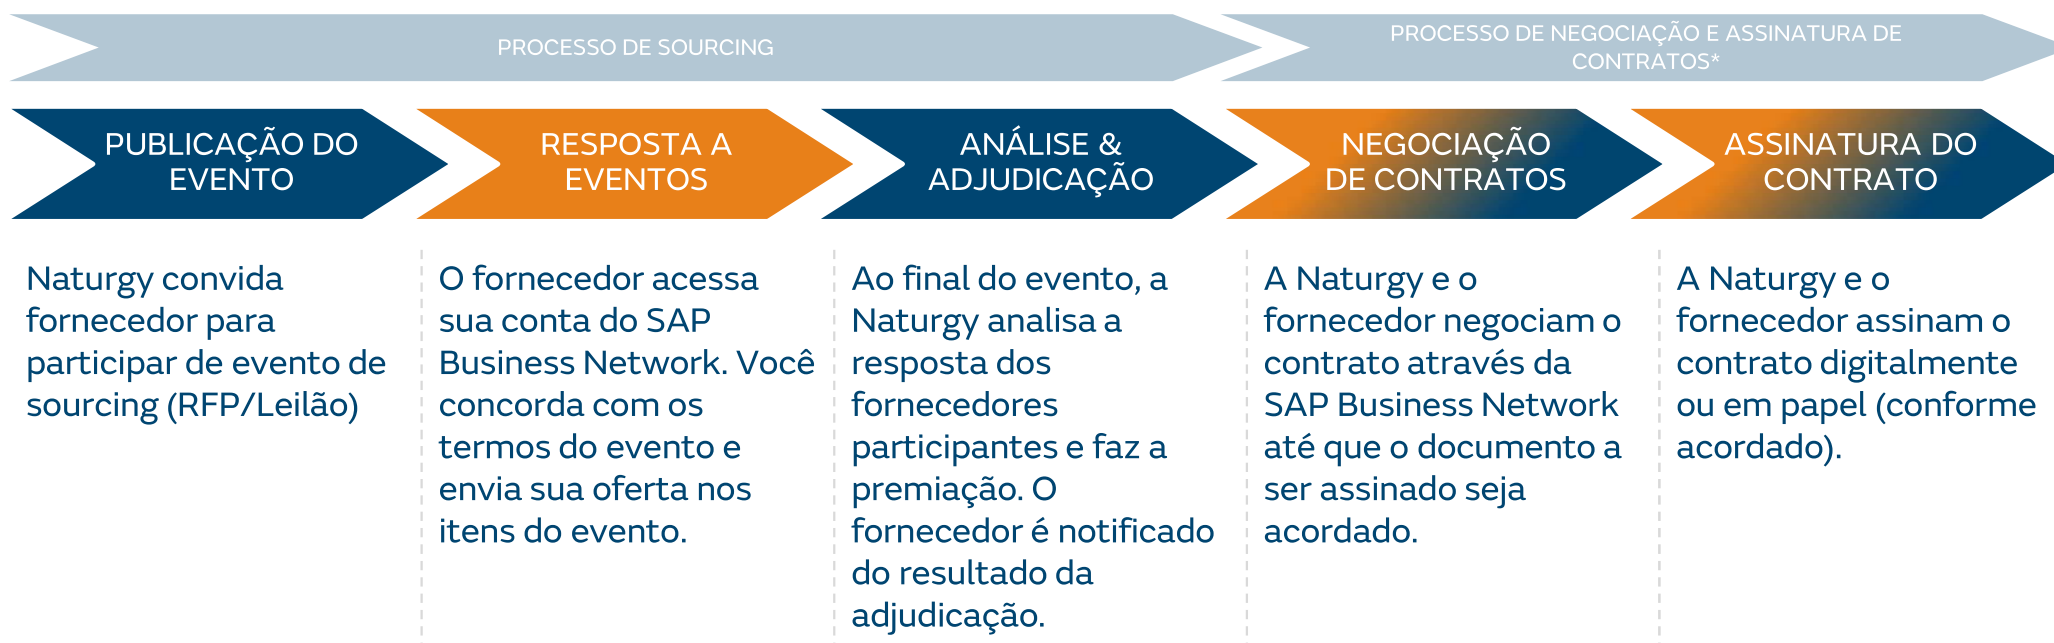 PROCESSO DE SOURCING
PROCESSO DE NEGOCIAÇÃO E ASSINATURA DE
CONTRATOS*
PUBLICAÇÃO DO
EVENTO
RESPOSTA A
EVENTOS
ANÁLISE &
ADJUDICAÇÃO
NEGOCIAÇÃO
DE CONTRATOS
ASSINATURA DO
CONTRATO
Naturgy convida
fornecedor para
participar de evento de
sourcing (RFP/Leilão)
O fornecedor acessa
sua conta do SAP
Business Network. Você
concorda com os
termos do evento e
envia sua oferta nos
itens do evento.
Ao final do evento, a
Naturgy analisa a
resposta dos
fornecedores
participantes e faz a
premiação. O
fornecedor é notificado
do resultado da
adjudicação.
A Naturgy e o
fornecedor negociam o
contrato através da
SAP Business Network
até que o documento a
ser assinado seja
acordado.
A Naturgy e o
fornecedor assinam o
contrato digitalmente
ou em papel (conforme
acordado).